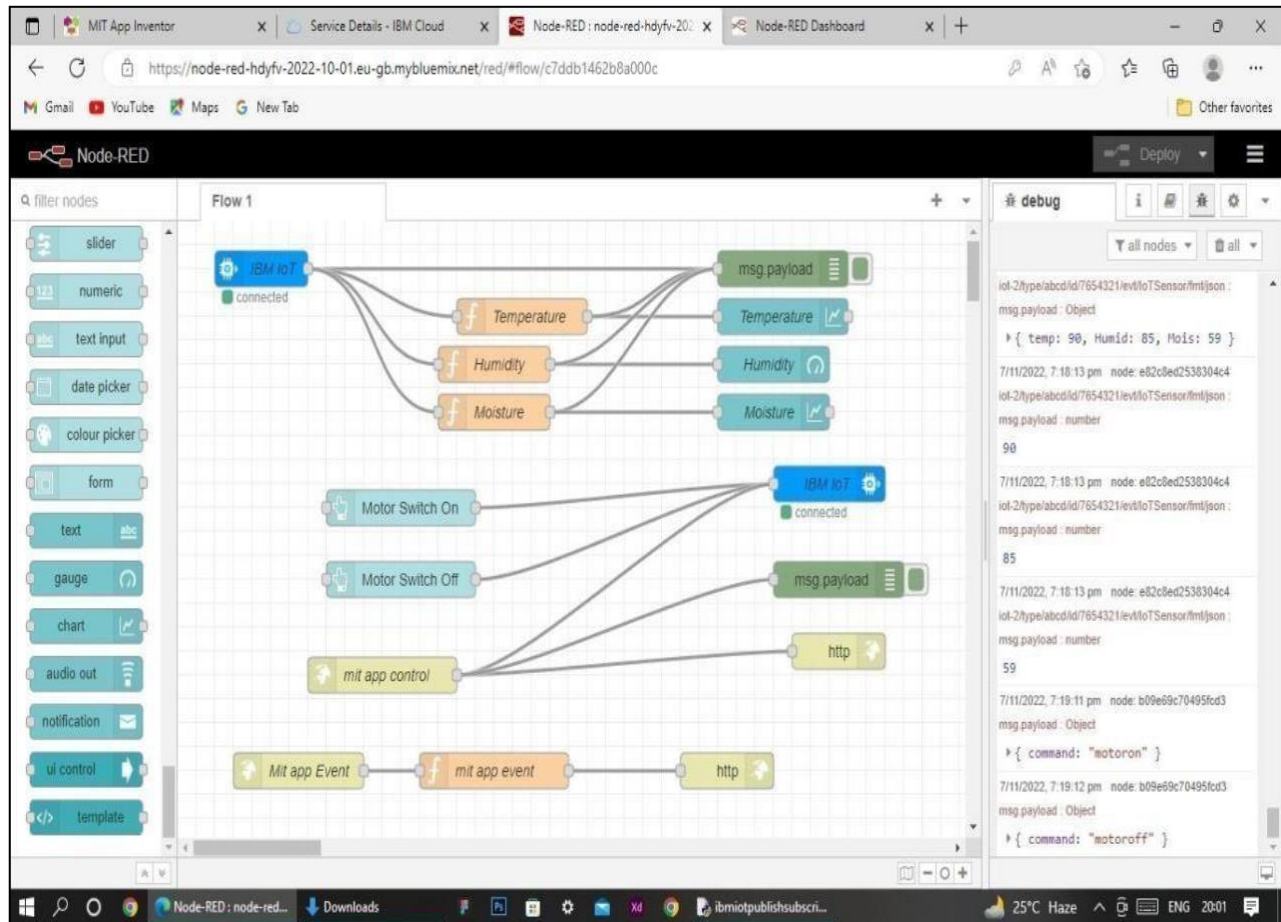 MIT App Inventor
Service Details - IBM Cloud
Node-RED : node-red-hdyfv-202
Node-RED Dashboard
https://node-red-hdyfv-2022-10-01.eu-gb.mybluemix.net/red/#flow/c7ddb1462b8a000c
Gmail YouTube Maps New Tab
Other favorites
Node-RED
Deploy
filter nodes
slider
numeric
text input
date picker
colour picker
form
text
gauge
chart
audio out
notification
ui control
template
Flow 1
IBM IoT
connected
msg.payload
Temperature
Temperature
Humidity
Humidity
Moisture
Moisture
Motor Switch On
IBM IoT
connected
Motor Switch Off
msg.payload
mit app control
http
Mit app Event
mit app event
http
debug
all nodes
all
iot-2/type/abcd/id/7654321/evt/IoTSensor/fmt/json :
msg.payload : Object
{ temp: 90, Humid: 85, Mois: 59 }
7/11/2022, 7:18:13 pm node: e82c8ed2538304c4
iot-2/type/abcd/id/7654321/evt/IoTSensor/fmt/json :
msg.payload : number
90
7/11/2022, 7:18:13 pm node: e82c8ed2538304c4
iot-2/type/abcd/id/7654321/evt/IoTSensor/fmt/json :
msg.payload : number
85
7/11/2022, 7:18:13 pm node: e82c8ed2538304c4
iot-2/type/abcd/id/7654321/evt/IoTSensor/fmt/json :
msg.payload : number
59
7/11/2022, 7:19:11 pm node: b09e69c70495fcd3
msg.payload : Object
{ command: "motoron" }
7/11/2022, 7:19:12 pm node: b09e69c70495fcd3
msg.payload : Object
{ command: "motoroff" }
Node-RED : node-red...
Downloads
ibmiotpublishsubscri...
25°C Haze
ENG
20:01